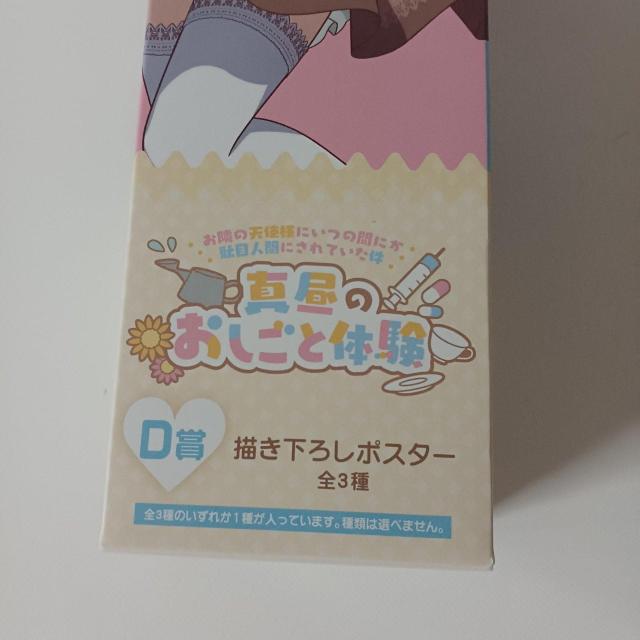 お隣の天使様にいつの間にか
駄目人間にされていた件
真昼の
おしごと体験
D賞
描き下ろしポスター
全3種
全3種のいずれか1種が入っています。種類は選べません。